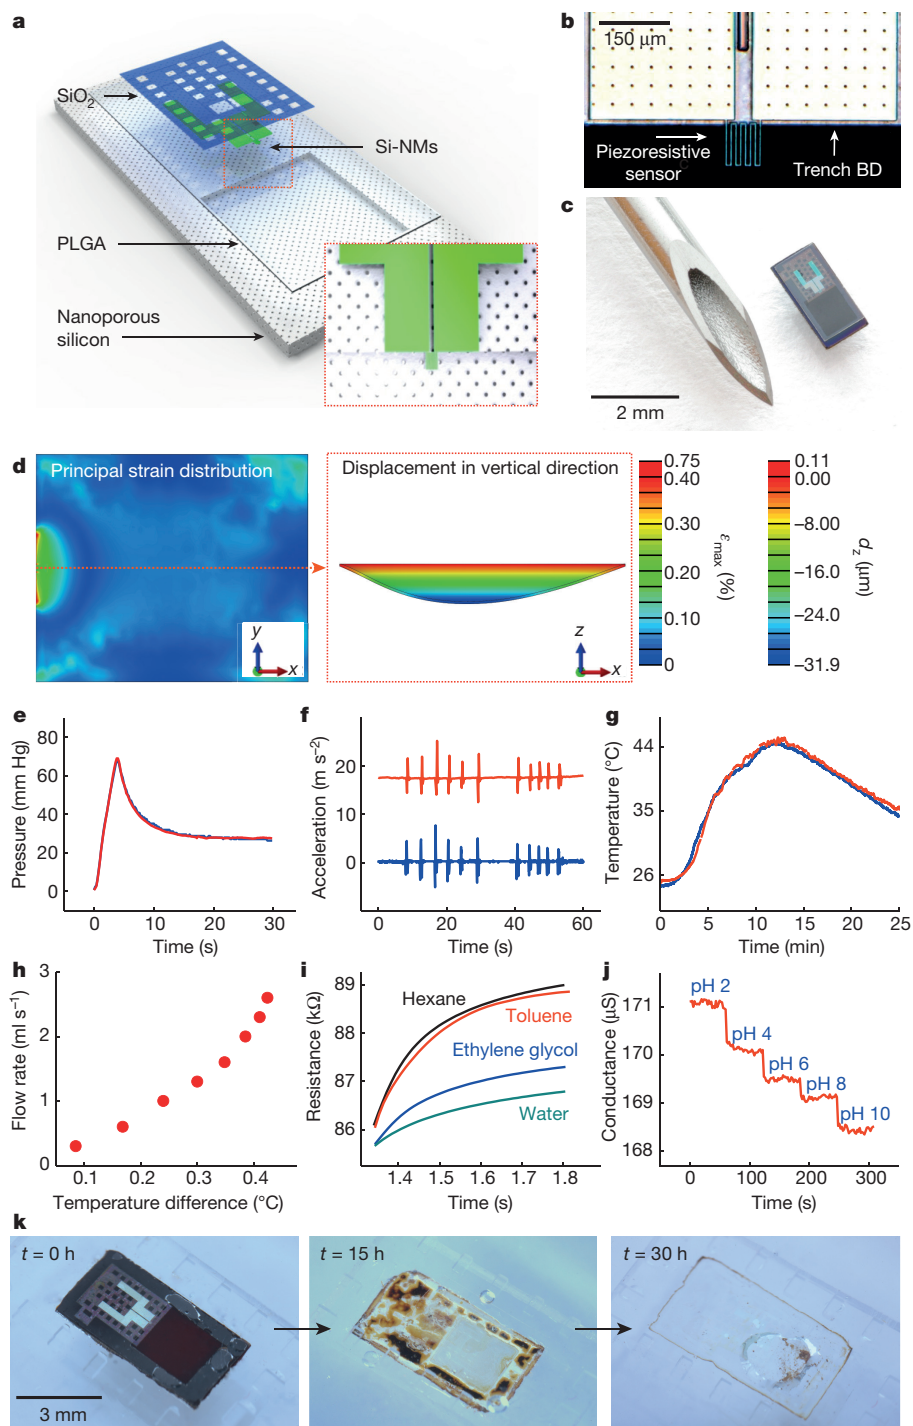 a
SiO2
Si-NMs
PLGA
Nanoporous
silicon
b
150 μm
Piezoresistive
sensor
Trench BD
c
2 mm
d
Principal strain distribution
y
x
Displacement in vertical direction
z
x
0.75
0.40
0.30
0.20
0.10
0
εmax (%)
0.11
0.00
–8.00
–16.0
–24.0
–31.9
dz (μm)
e
Pressure (mm Hg)
80
60
40
20
0
0 10 20 30
Time (s)
f
Acceleration (m s–2)
20
10
0
–10
0 20 40 60
Time (s)
g
Temperature (°C)
44
35
26
0 5 10 15 20 25
Time (min)
h
Flow rate (ml s–1)
3
2
1
0
0.1 0.2 0.3 0.4
Temperature difference (°C)
i
Resistance (kΩ)
89
88
87
86
Hexane
Toluene
Ethylene glycol
Water
1.4 1.5 1.6 1.7 1.8
Time (s)
j
Conductance (μS)
171
170
169
168
pH 2
pH 4
pH 6
pH 8
pH 10
0 100 200 300
Time (s)
k
t = 0 h
3 mm
t = 15 h
t = 30 h